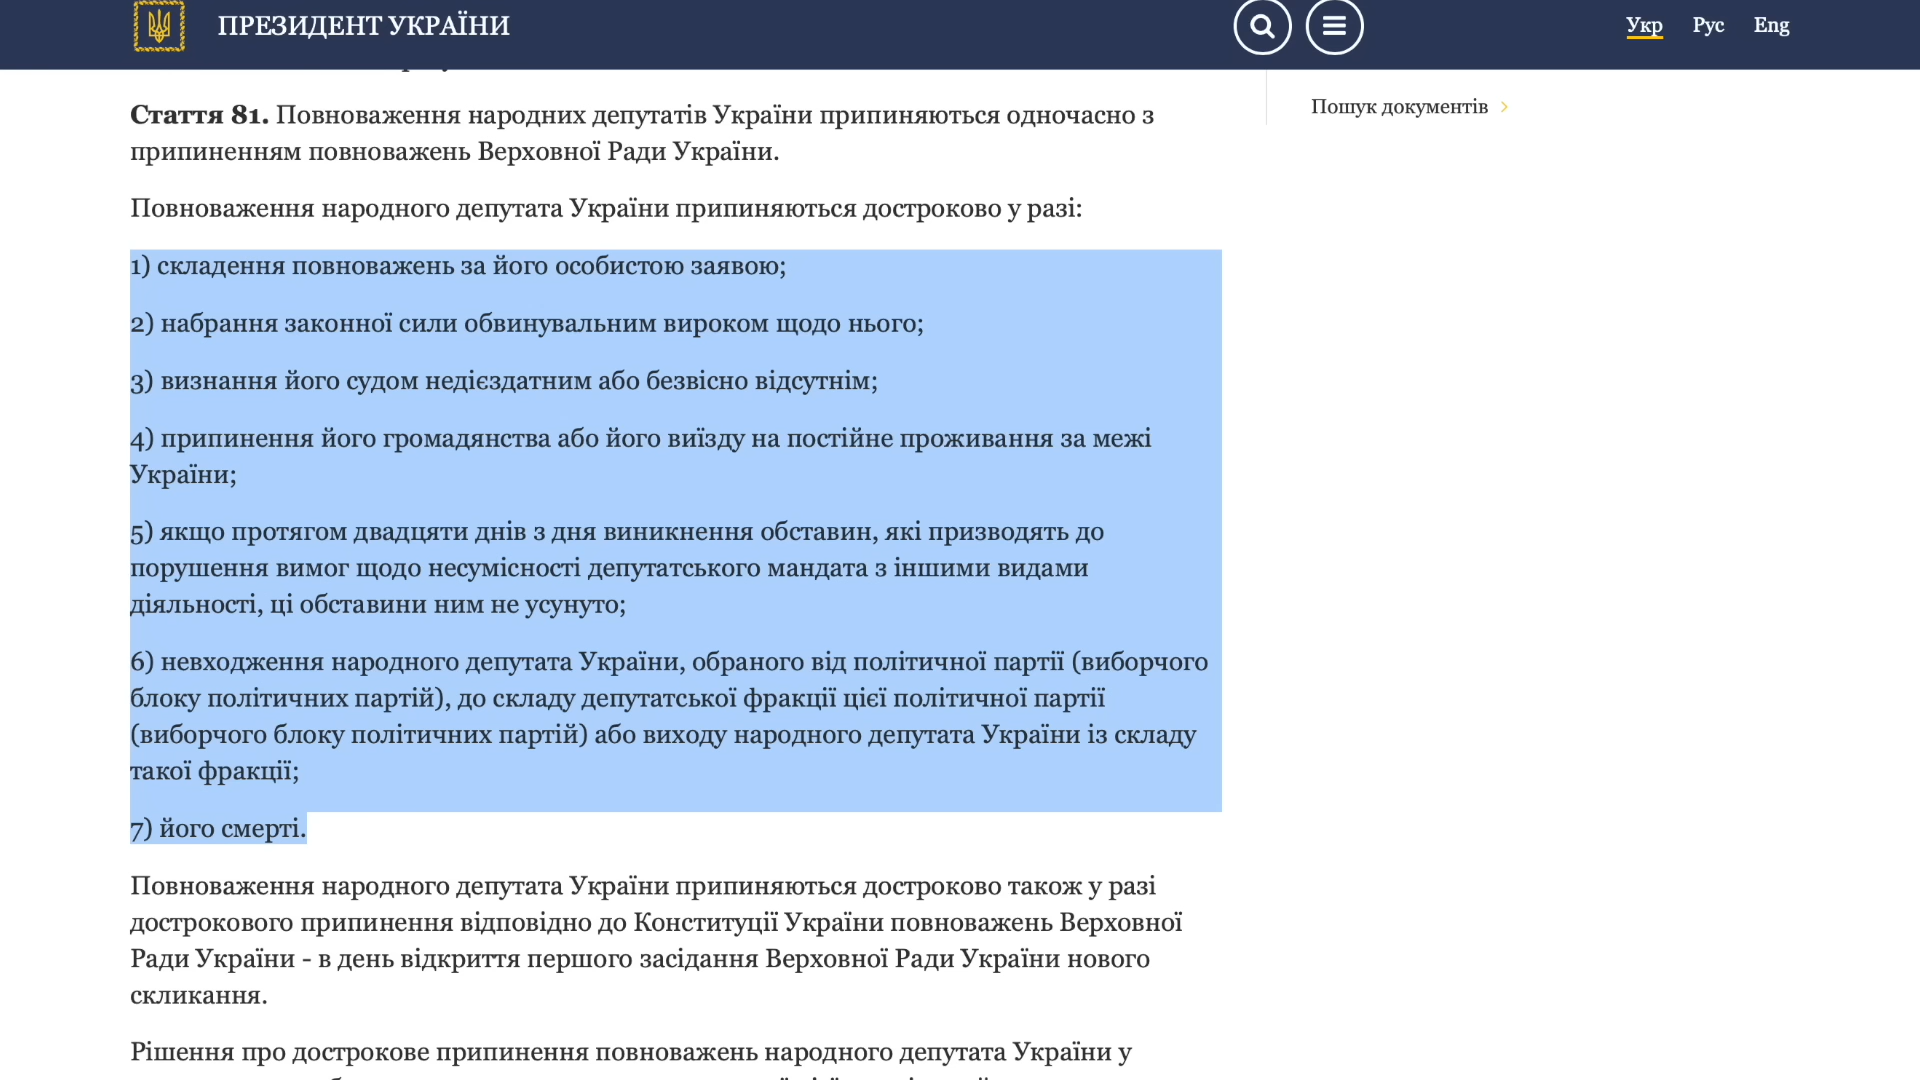 ПРЕЗИДЕНТ УКРАЇНИ
Укр Рус Eng
Пошук документів
Стаття 81. Повноваження народних депутатів України припиняються одночасно з
припиненням повноважень Верховної Ради України.
Повноваження народного депутата України припиняються достроково у разі:
1) складення повноважень за його особистою заявою;
2) набрання законної сили обвинувальним вироком щодо нього;
3) визнання його судом недієздатним або безвісно відсутнім;
4) припинення його громадянства або його виїзду на постійне проживання за межі
України;
5) якщо протягом двадцяти днів з дня виникнення обставин, які призводять до
порушення вимог щодо несумісності депутатського мандата з іншими видами
діяльності, ці обставини ним не усунуто;
6) невходження народного депутата України, обраного від політичної партії (виборчого
блоку політичних партій), до складу депутатської фракції цієї політичної партії
(виборчого блоку політичних партій) або виходу народного депутата України із складу
такої фракції;
7) його смерті.
Повноваження народного депутата України припиняються достроково також у разі
дострокового припинення відповідно до Конституції України повноважень Верховної
Ради України - в день відкриття першого засідання Верховної Ради України нового
скликання.
Рішення про дострокове припинення повноважень народного депутата України у